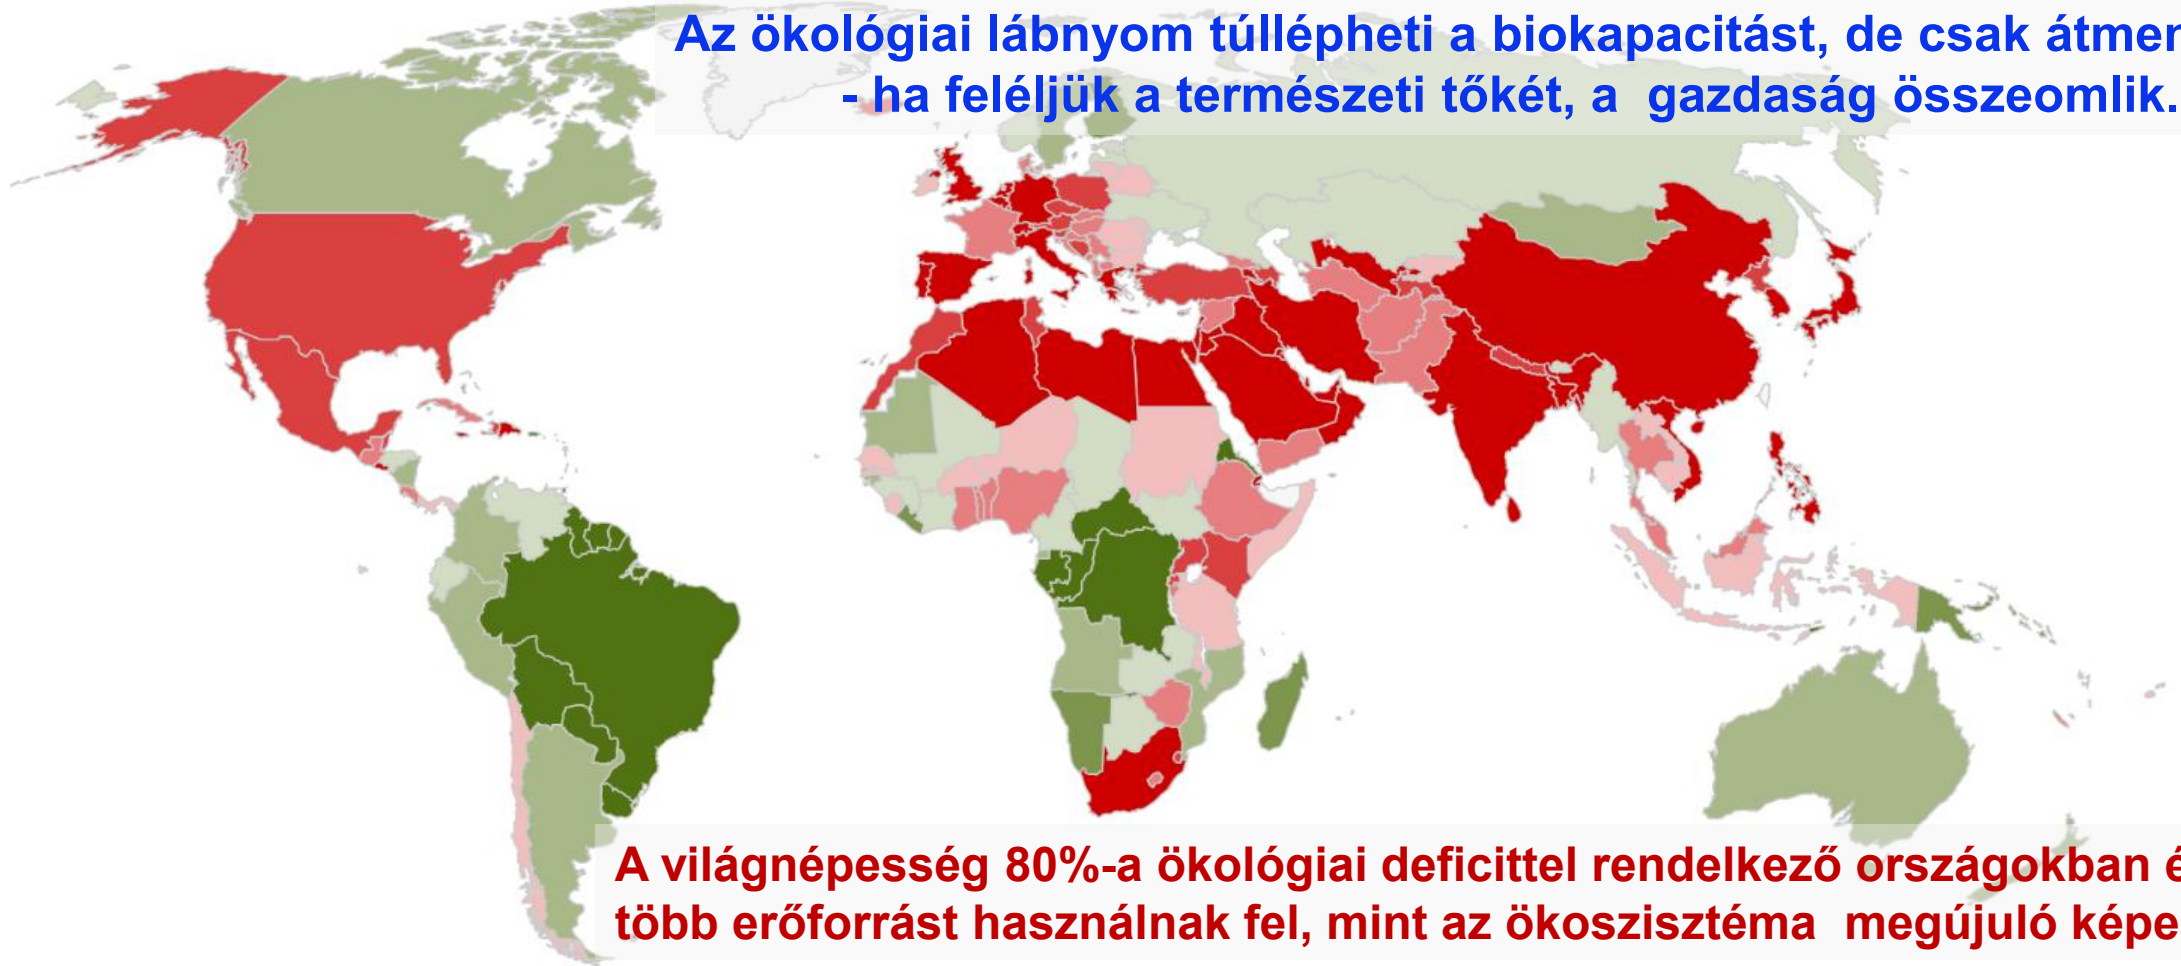 Az ökológiai lábnyom túllépheti a biokapacitást, de csak átmen
- ha feléljük a természeti tőkét, a gazdaság összeomlik.
A világnépesség 80%-a ökológiai deficittel rendelkező országokban é
több erőforrást használnak fel, mint az ökoszisztéma megújuló képe